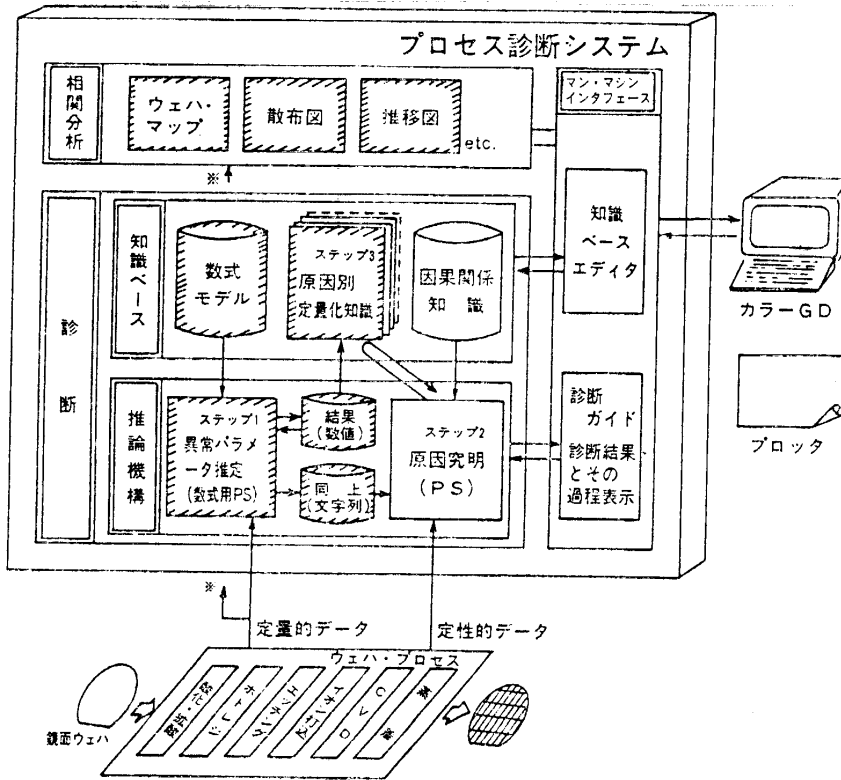 プロセス診断システム
相関分析
ウェハ・
マップ
散布図
推移図
etc.
マン・マシン
インタフェース
※
診断
知識ベース
数式
モデル
ステップ3
原因別
定量化知識
因果関係
知 識
知識
ベース
エディタ
カラーGD
推論機構
ステップ1
異常パラメ
ータ推定
(数式用PS)
結果
(数値)
同 上
(文字列)
ステップ2
原因究明
(PS)
診断
ガイド
診断結果
とその
過程表示
プロッタ
※
定量的データ
定性的データ
ウェハ・プロセス
鏡面ウェハ
酸化・拡散
ホトレジ
エッチング
イオン打込
CVD
蒸着